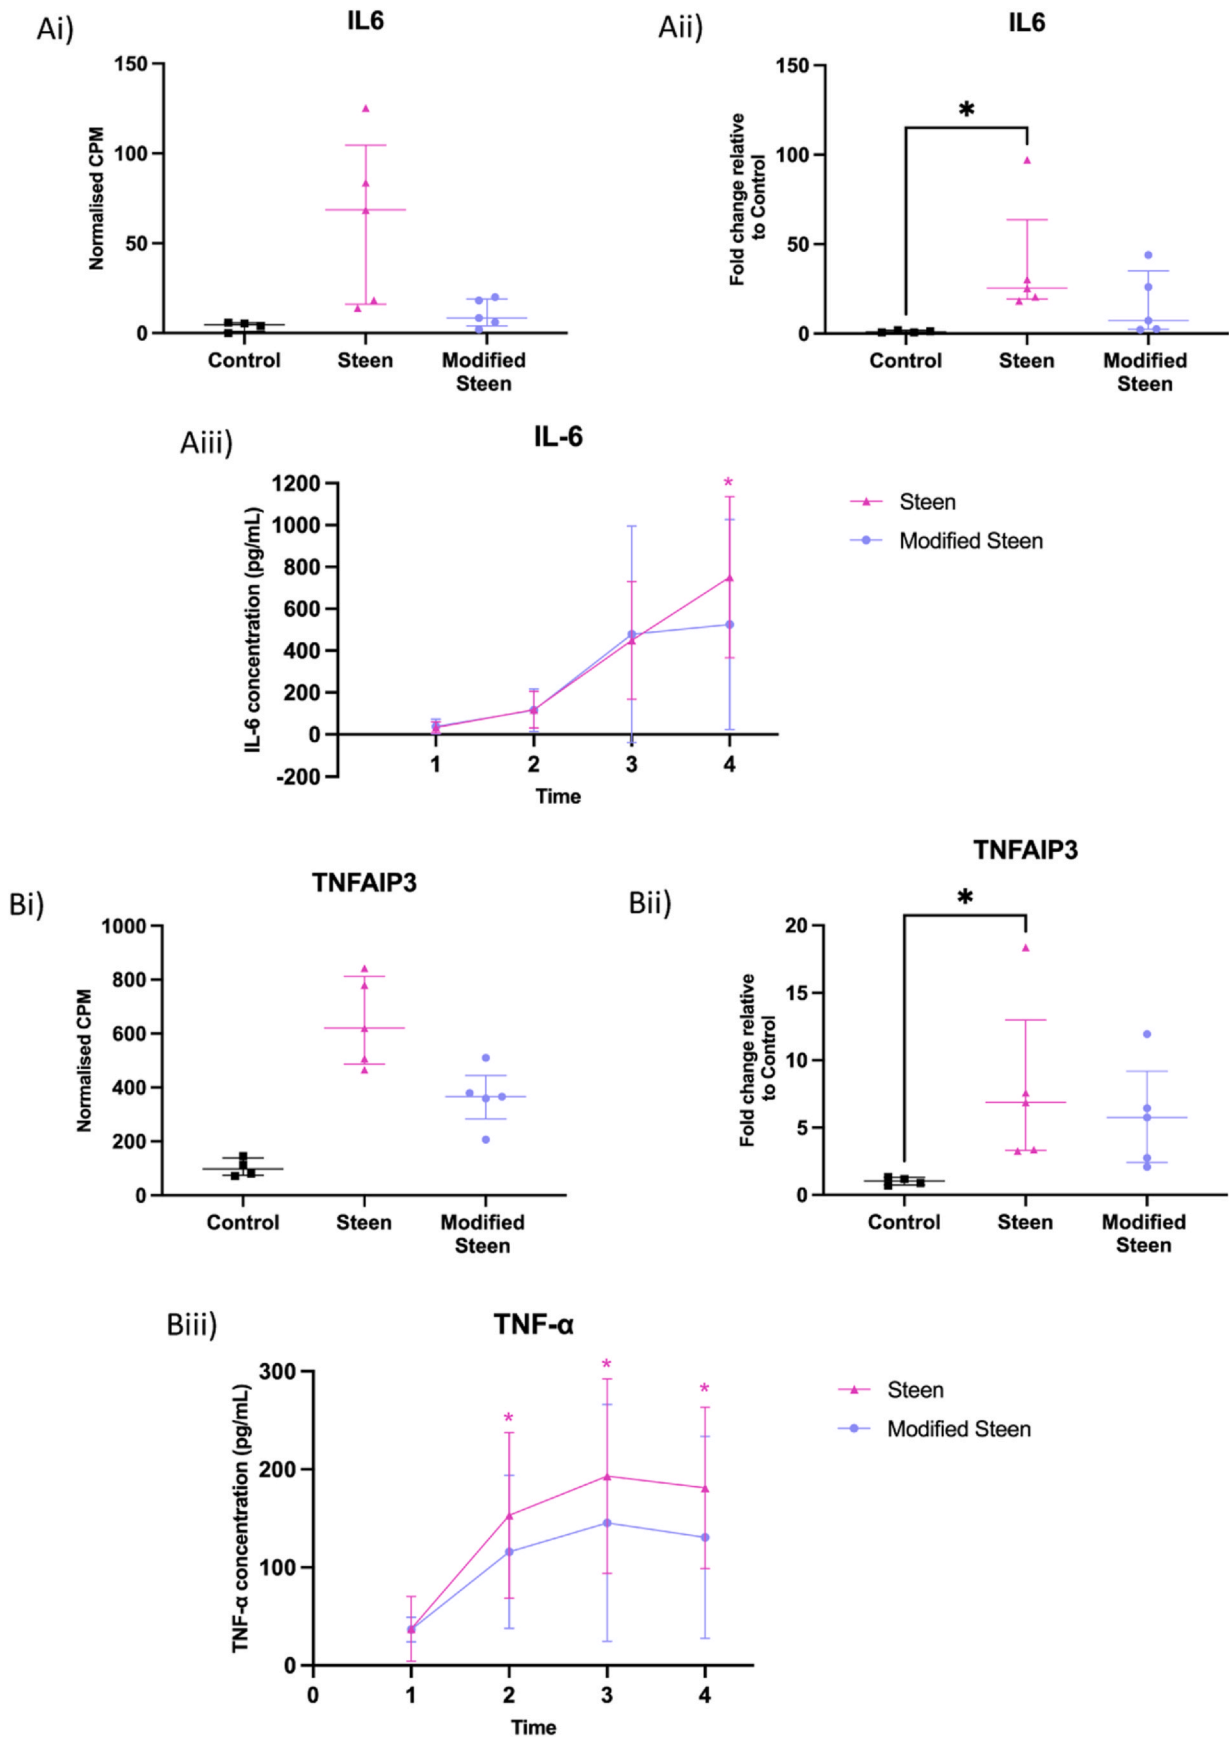 Ai)
IL6
Normalised CPM
150
100
50
0
Control
Steen
Modified
Steen
Aii)
IL6
Fold change relative
to Control
150
100
50
0
*
Control
Steen
Modified
Steen
Aiii)
IL-6
IL-6 concentration (pg/mL)
1200
1000
800
600
400
200
0
-200
*
1 2 3 4
Time
Steen
Modified Steen
Bi)
TNFAIP3
Normalised CPM
1000
800
600
400
200
0
Control
Steen
Modified
Steen
Bii)
TNFAIP3
Fold change relative
to Control
20
15
10
5
0
*
Control
Steen
Modified
Steen
Biii)
TNF-α
TNF-α concentration (pg/mL)
300
200
100
0
* * *
0 1 2 3 4
Time
Steen
Modified Steen